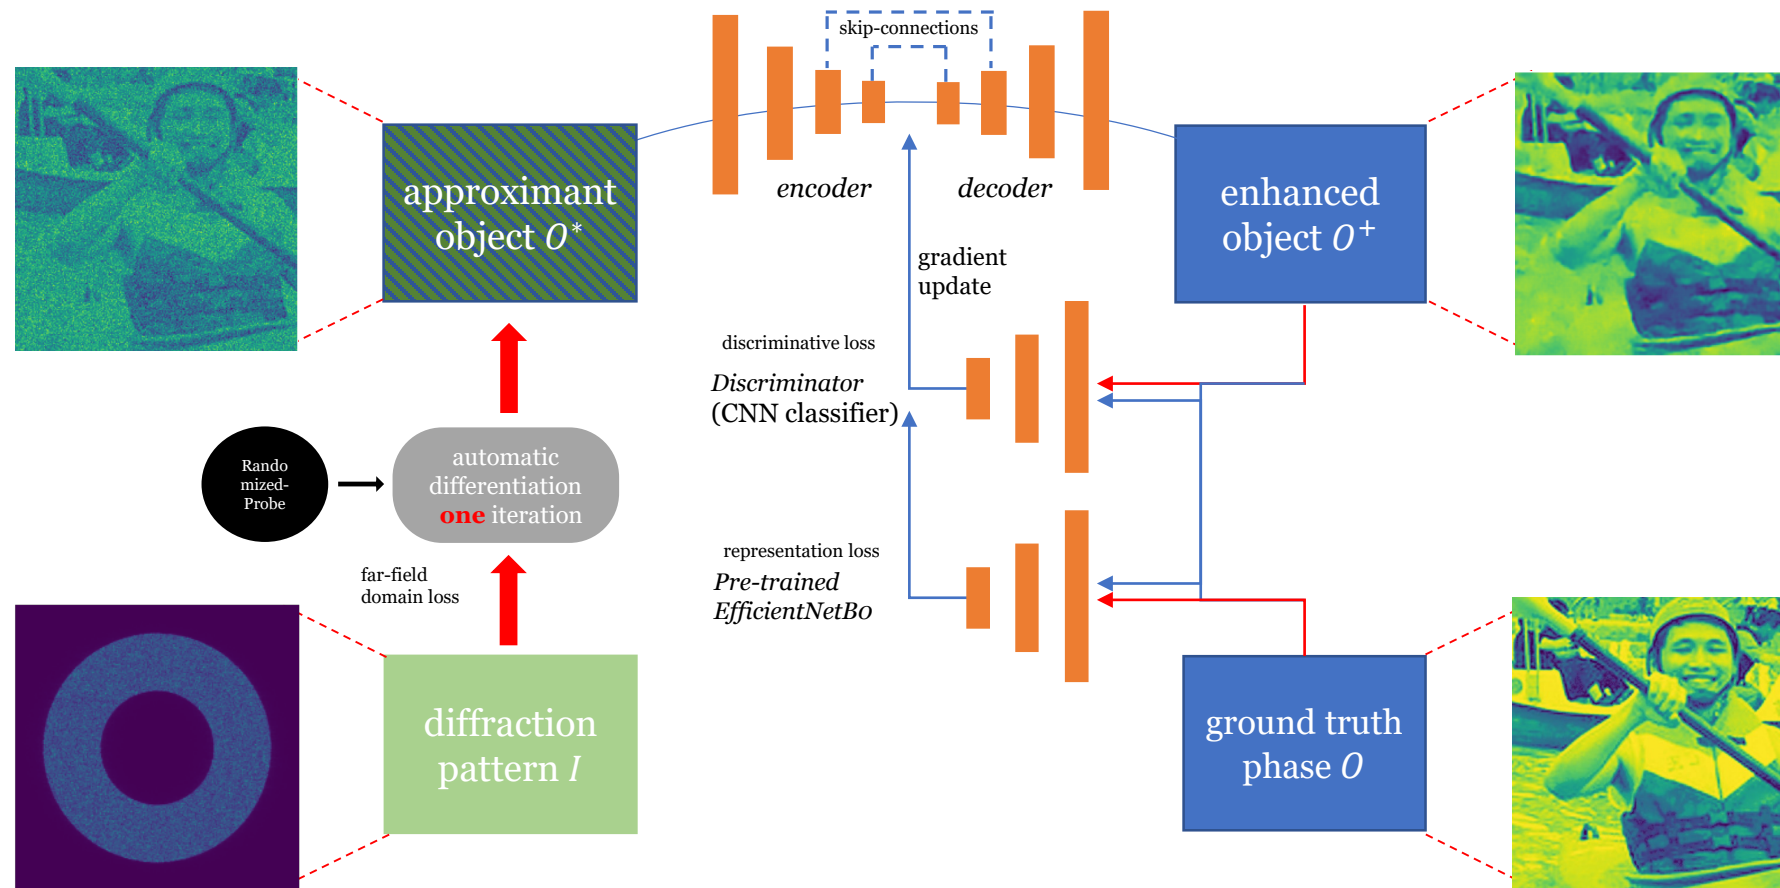 skip-connections
encoder
decoder
approximant
object O*
enhanced
object O⁺
gradient
update
discriminative loss
Discriminator
(CNN classifier)
Rando
mized-
Probe
automatic
differentiation
one iteration
far-field
domain loss
representation loss
Pre-trained
EfficientNetB0
diffraction
pattern I
ground truth
phase O